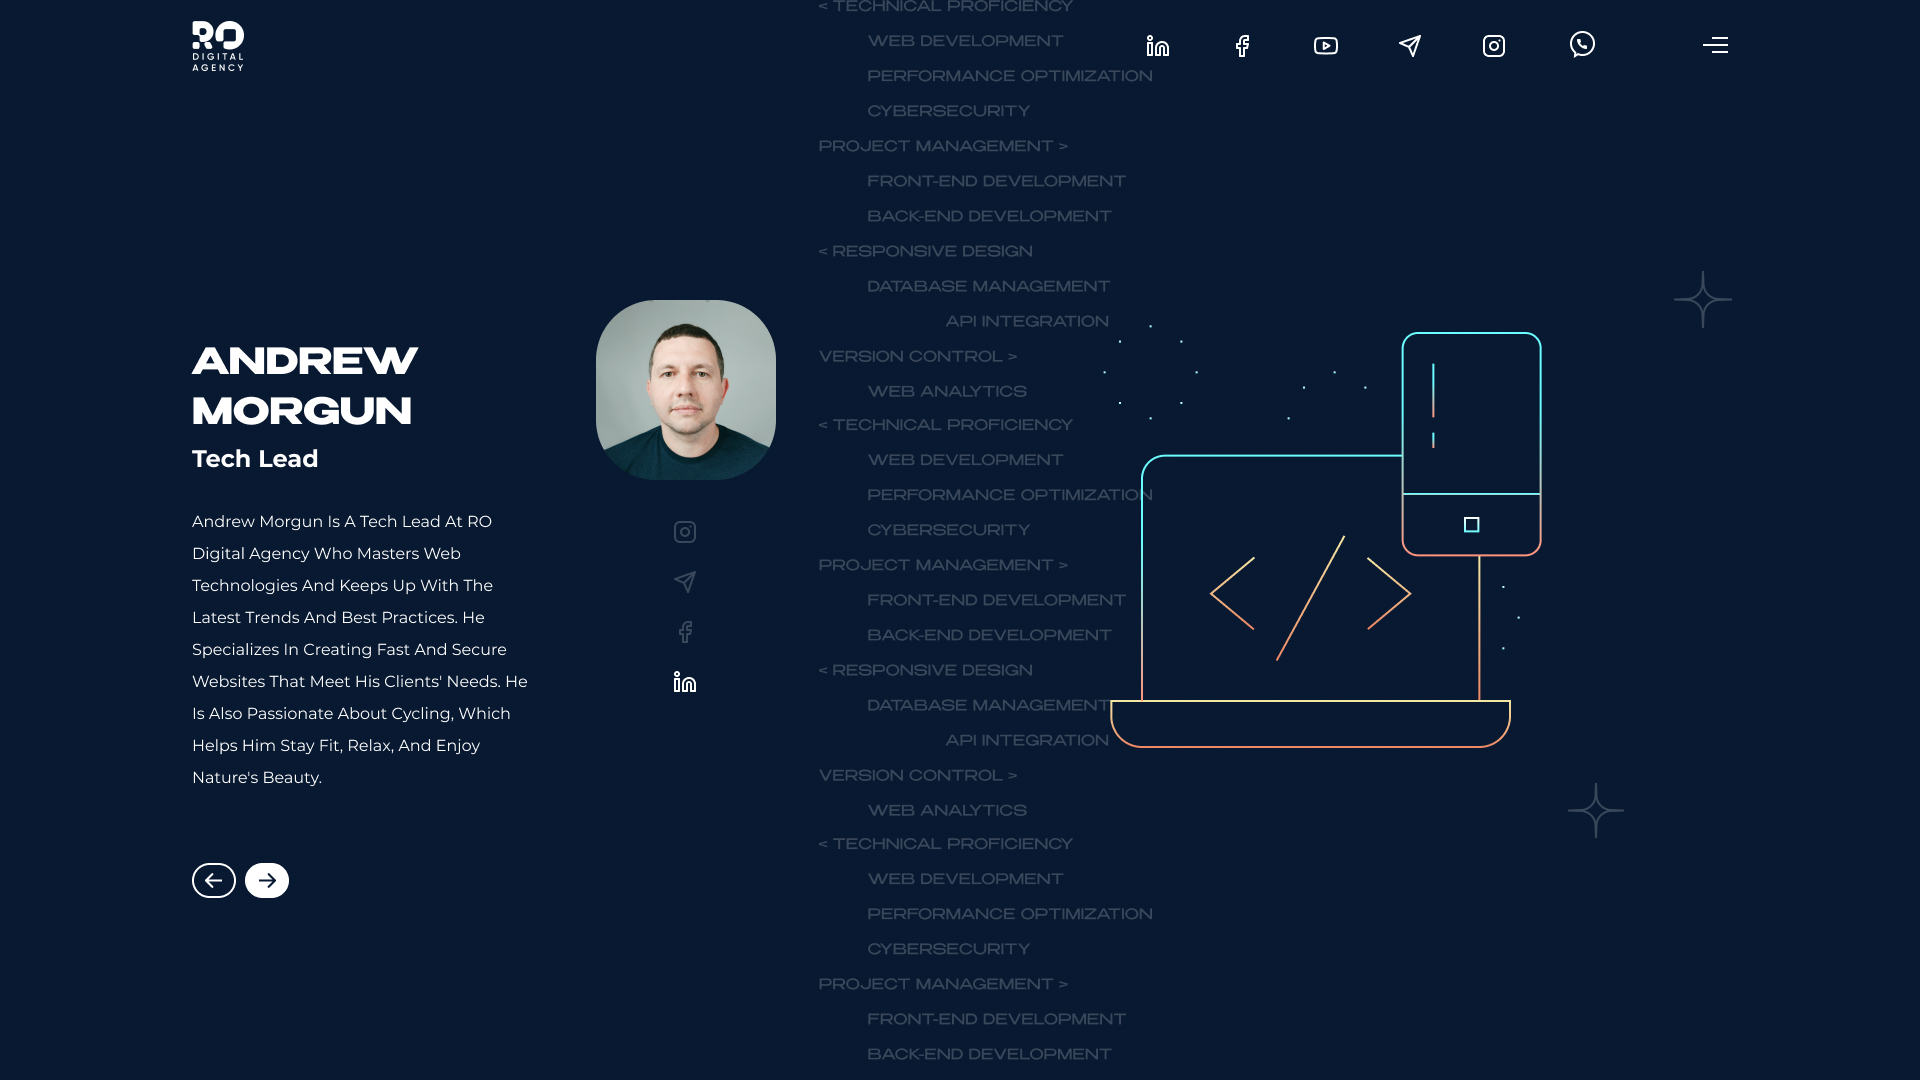 RO
DIGITAL
AGENCY
ANDREW
MORGUN
Tech Lead
Andrew Morgun Is A Tech Lead At RO
Digital Agency Who Masters Web
Technologies And Keeps Up With The
Latest Trends And Best Practices. He
Specializes In Creating Fast And Secure
Websites That Meet His Clients' Needs. He
Is Also Passionate About Cycling, Which
Helps Him Stay Fit, Relax, And Enjoy
Nature's Beauty.
< TECHNICAL PROFICIENCY
WEB DEVELOPMENT
PERFORMANCE OPTIMIZATION
CYBERSECURITY
PROJECT MANAGEMENT >
FRONT-END DEVELOPMENT
BACK-END DEVELOPMENT
< RESPONSIVE DESIGN
DATABASE MANAGEMENT
API INTEGRATION
VERSION CONTROL >
WEB ANALYTICS
< TECHNICAL PROFICIENCY
WEB DEVELOPMENT
PERFORMANCE OPTIMIZATION
CYBERSECURITY
PROJECT MANAGEMENT >
FRONT-END DEVELOPMENT
BACK-END DEVELOPMENT
< RESPONSIVE DESIGN
DATABASE MANAGEMENT
API INTEGRATION
VERSION CONTROL >
WEB ANALYTICS
< TECHNICAL PROFICIENCY
WEB DEVELOPMENT
PERFORMANCE OPTIMIZATION
CYBERSECURITY
PROJECT MANAGEMENT >
FRONT-END DEVELOPMENT
BACK-END DEVELOPMENT